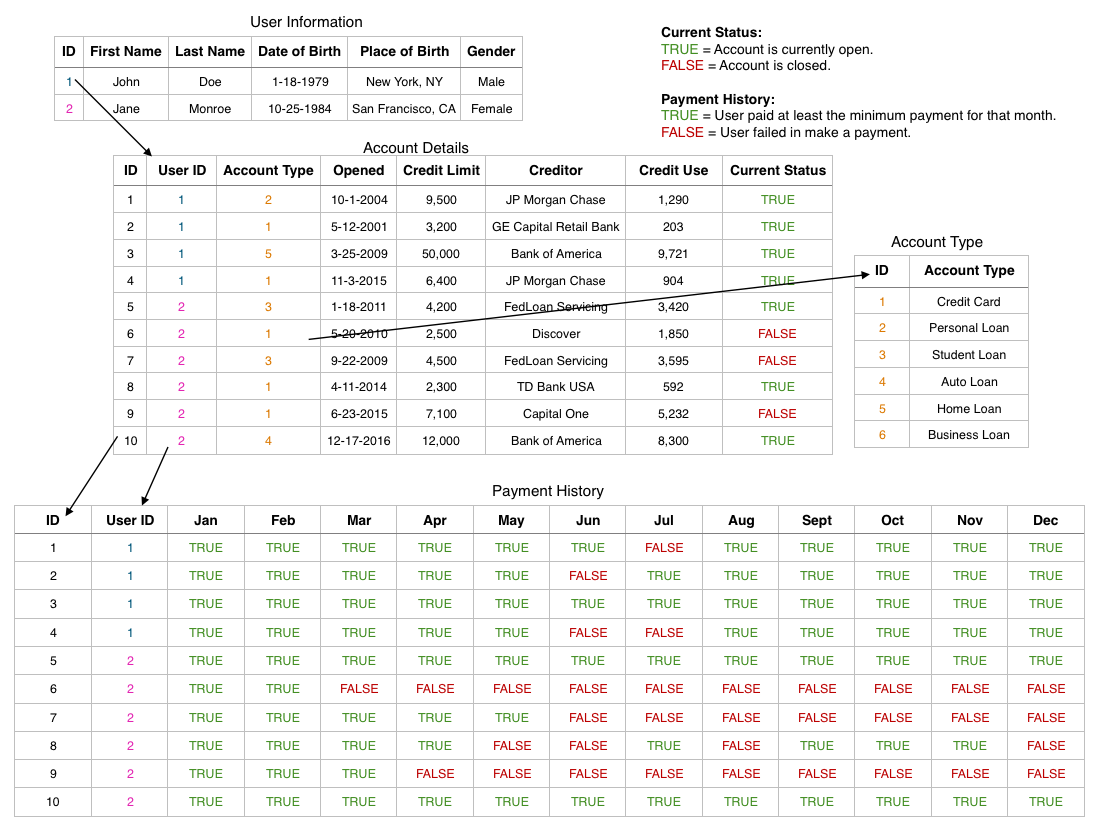 User Information
ID First Name Last Name Date of Birth Place of Birth Gender
1 John Doe 1-18-1979 New York, NY Male
2 Jane Monroe 10-25-1984 San Francisco, CA Female
Current Status:
TRUE = Account is currently open.
FALSE = Account is closed.
Payment History:
TRUE = User paid at least the minimum payment for that month.
FALSE = User failed in make a payment.
Account Details
ID User ID Account Type Opened Credit Limit Creditor Credit Use Current Status
1 1 2 10-1-2004 9,500 JP Morgan Chase 1,290 TRUE
2 1 1 5-12-2001 3,200 GE Capital Retail Bank 203 TRUE
3 1 5 3-25-2009 50,000 Bank of America 9,721 TRUE
4 1 1 11-3-2015 6,400 JP Morgan Chase 904 TRUE
5 2 3 1-18-2011 4,200 FedLoan Servicing 3,420 TRUE
6 2 1 5-20-2010 2,500 Discover 1,850 FALSE
7 2 3 9-22-2009 4,500 FedLoan Servicing 3,595 FALSE
8 2 1 4-11-2014 2,300 TD Bank USA 592 TRUE
9 2 1 6-23-2015 7,100 Capital One 5,232 FALSE
10 2 4 12-17-2016 12,000 Bank of America 8,300 TRUE
Account Type
ID Account Type
1 Credit Card
2 Personal Loan
3 Student Loan
4 Auto Loan
5 Home Loan
6 Business Loan
Payment History
ID User ID Jan Feb Mar Apr May Jun Jul Aug Sept Oct Nov Dec
1 1 TRUE TRUE TRUE TRUE TRUE TRUE FALSE TRUE TRUE TRUE TRUE TRUE
2 1 TRUE TRUE TRUE TRUE TRUE FALSE TRUE TRUE TRUE TRUE TRUE TRUE
3 1 TRUE TRUE TRUE TRUE TRUE TRUE TRUE TRUE TRUE TRUE TRUE TRUE
4 1 TRUE TRUE TRUE TRUE TRUE FALSE FALSE TRUE TRUE TRUE TRUE TRUE
5 2 TRUE TRUE TRUE TRUE TRUE TRUE TRUE TRUE TRUE TRUE TRUE TRUE
6 2 TRUE TRUE FALSE FALSE FALSE FALSE FALSE FALSE FALSE FALSE FALSE FALSE
7 2 TRUE TRUE TRUE TRUE TRUE FALSE FALSE FALSE FALSE FALSE FALSE FALSE
8 2 TRUE TRUE TRUE TRUE FALSE FALSE TRUE FALSE TRUE TRUE TRUE FALSE
9 2 TRUE TRUE TRUE FALSE FALSE FALSE FALSE FALSE FALSE FALSE FALSE FALSE
10 2 TRUE TRUE TRUE TRUE TRUE TRUE TRUE TRUE TRUE TRUE TRUE TRUE